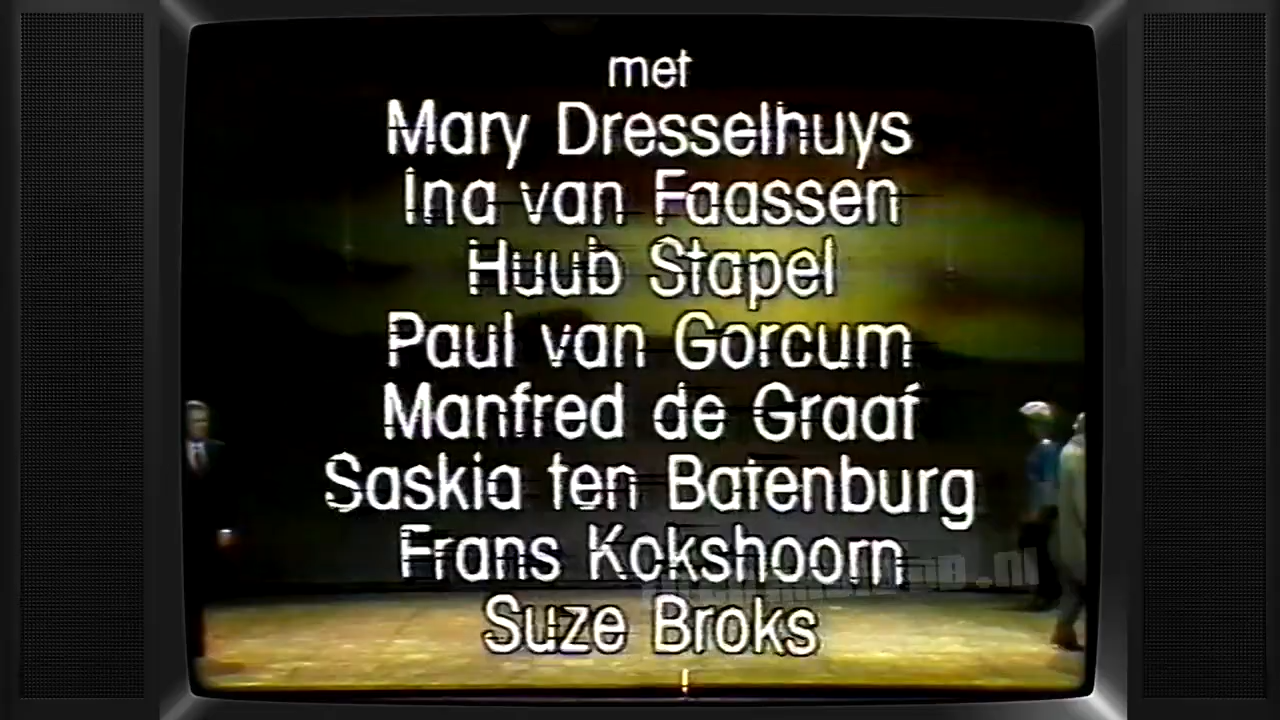 met
Mary Dresselhuys
Ina van Faassen
Huub Stapel
Paul van Gorcum
Manfred de Graaf
Saskia ten Batenburg
Frans Kokshoorn
Suze Broks